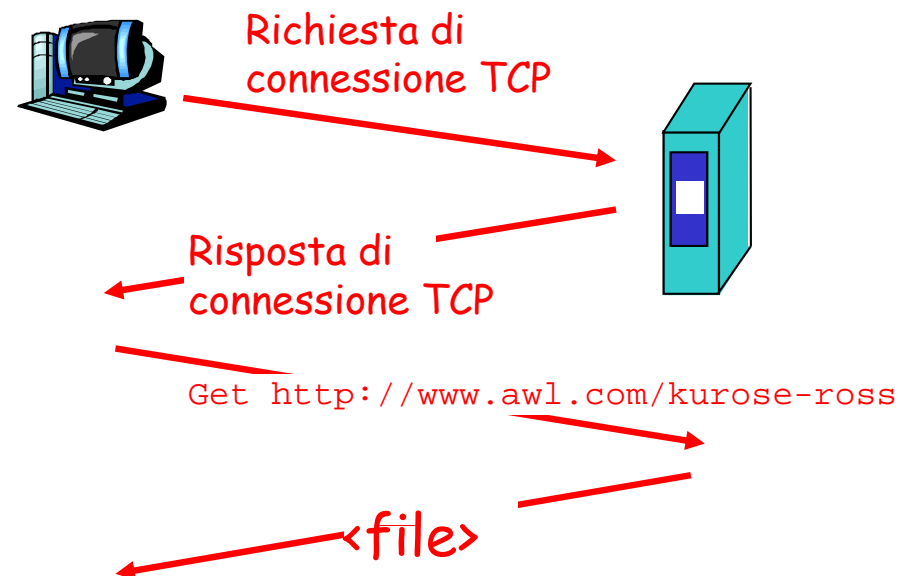 Richiesta di
connessione TCP
Risposta di
connessione TCP
Get http://www.awl.com/kurose-ross
<file>